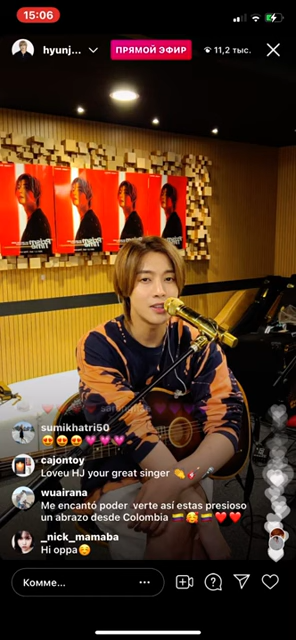 15:06
hyunj...
ПРЯМОЙ ЭФИР
11,2 тыс.
sumikhatri50
😍😍😍💗💗💗
cajontoy
Loveu HJ your great singer 👏🎸🎤
wuairana
Me encantó poder verte así estas presioso
un abrazo desde Colombia 🇨🇴🥰🇨🇴❤️❤️
_nick_mamaba
Hi oppa☺️
Комме...